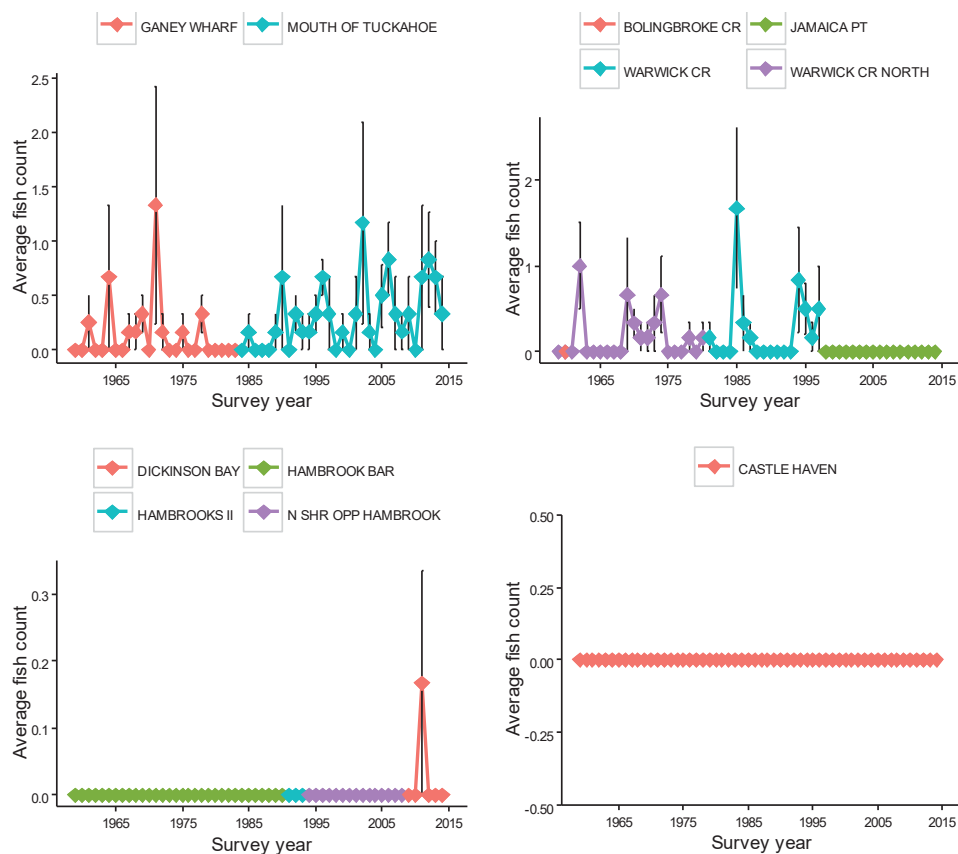 GANEY WHARF MOUTH OF TUCKAHOE
2.5
2.0
1.5
1.0
0.5
0.0
Average fish count
1965 1975 1985 1995 2005 2015
Survey year
BOLINGBROKE CR JAMAICA PT
WARWICK CR WARWICK CR NORTH
2
1
0
Average fish count
1965 1975 1985 1995 2005 2015
Survey year
DICKINSON BAY HAMBROOK BAR
HAMBROOKS II N SHR OPP HAMBROOK
0.3
0.2
0.1
0.0
Average fish count
1965 1975 1985 1995 2005 2015
Survey year
CASTLE HAVEN
0.50
0.25
0.00
-0.25
-0.50
Average fish count
1965 1975 1985 1995 2005 2015
Survey year